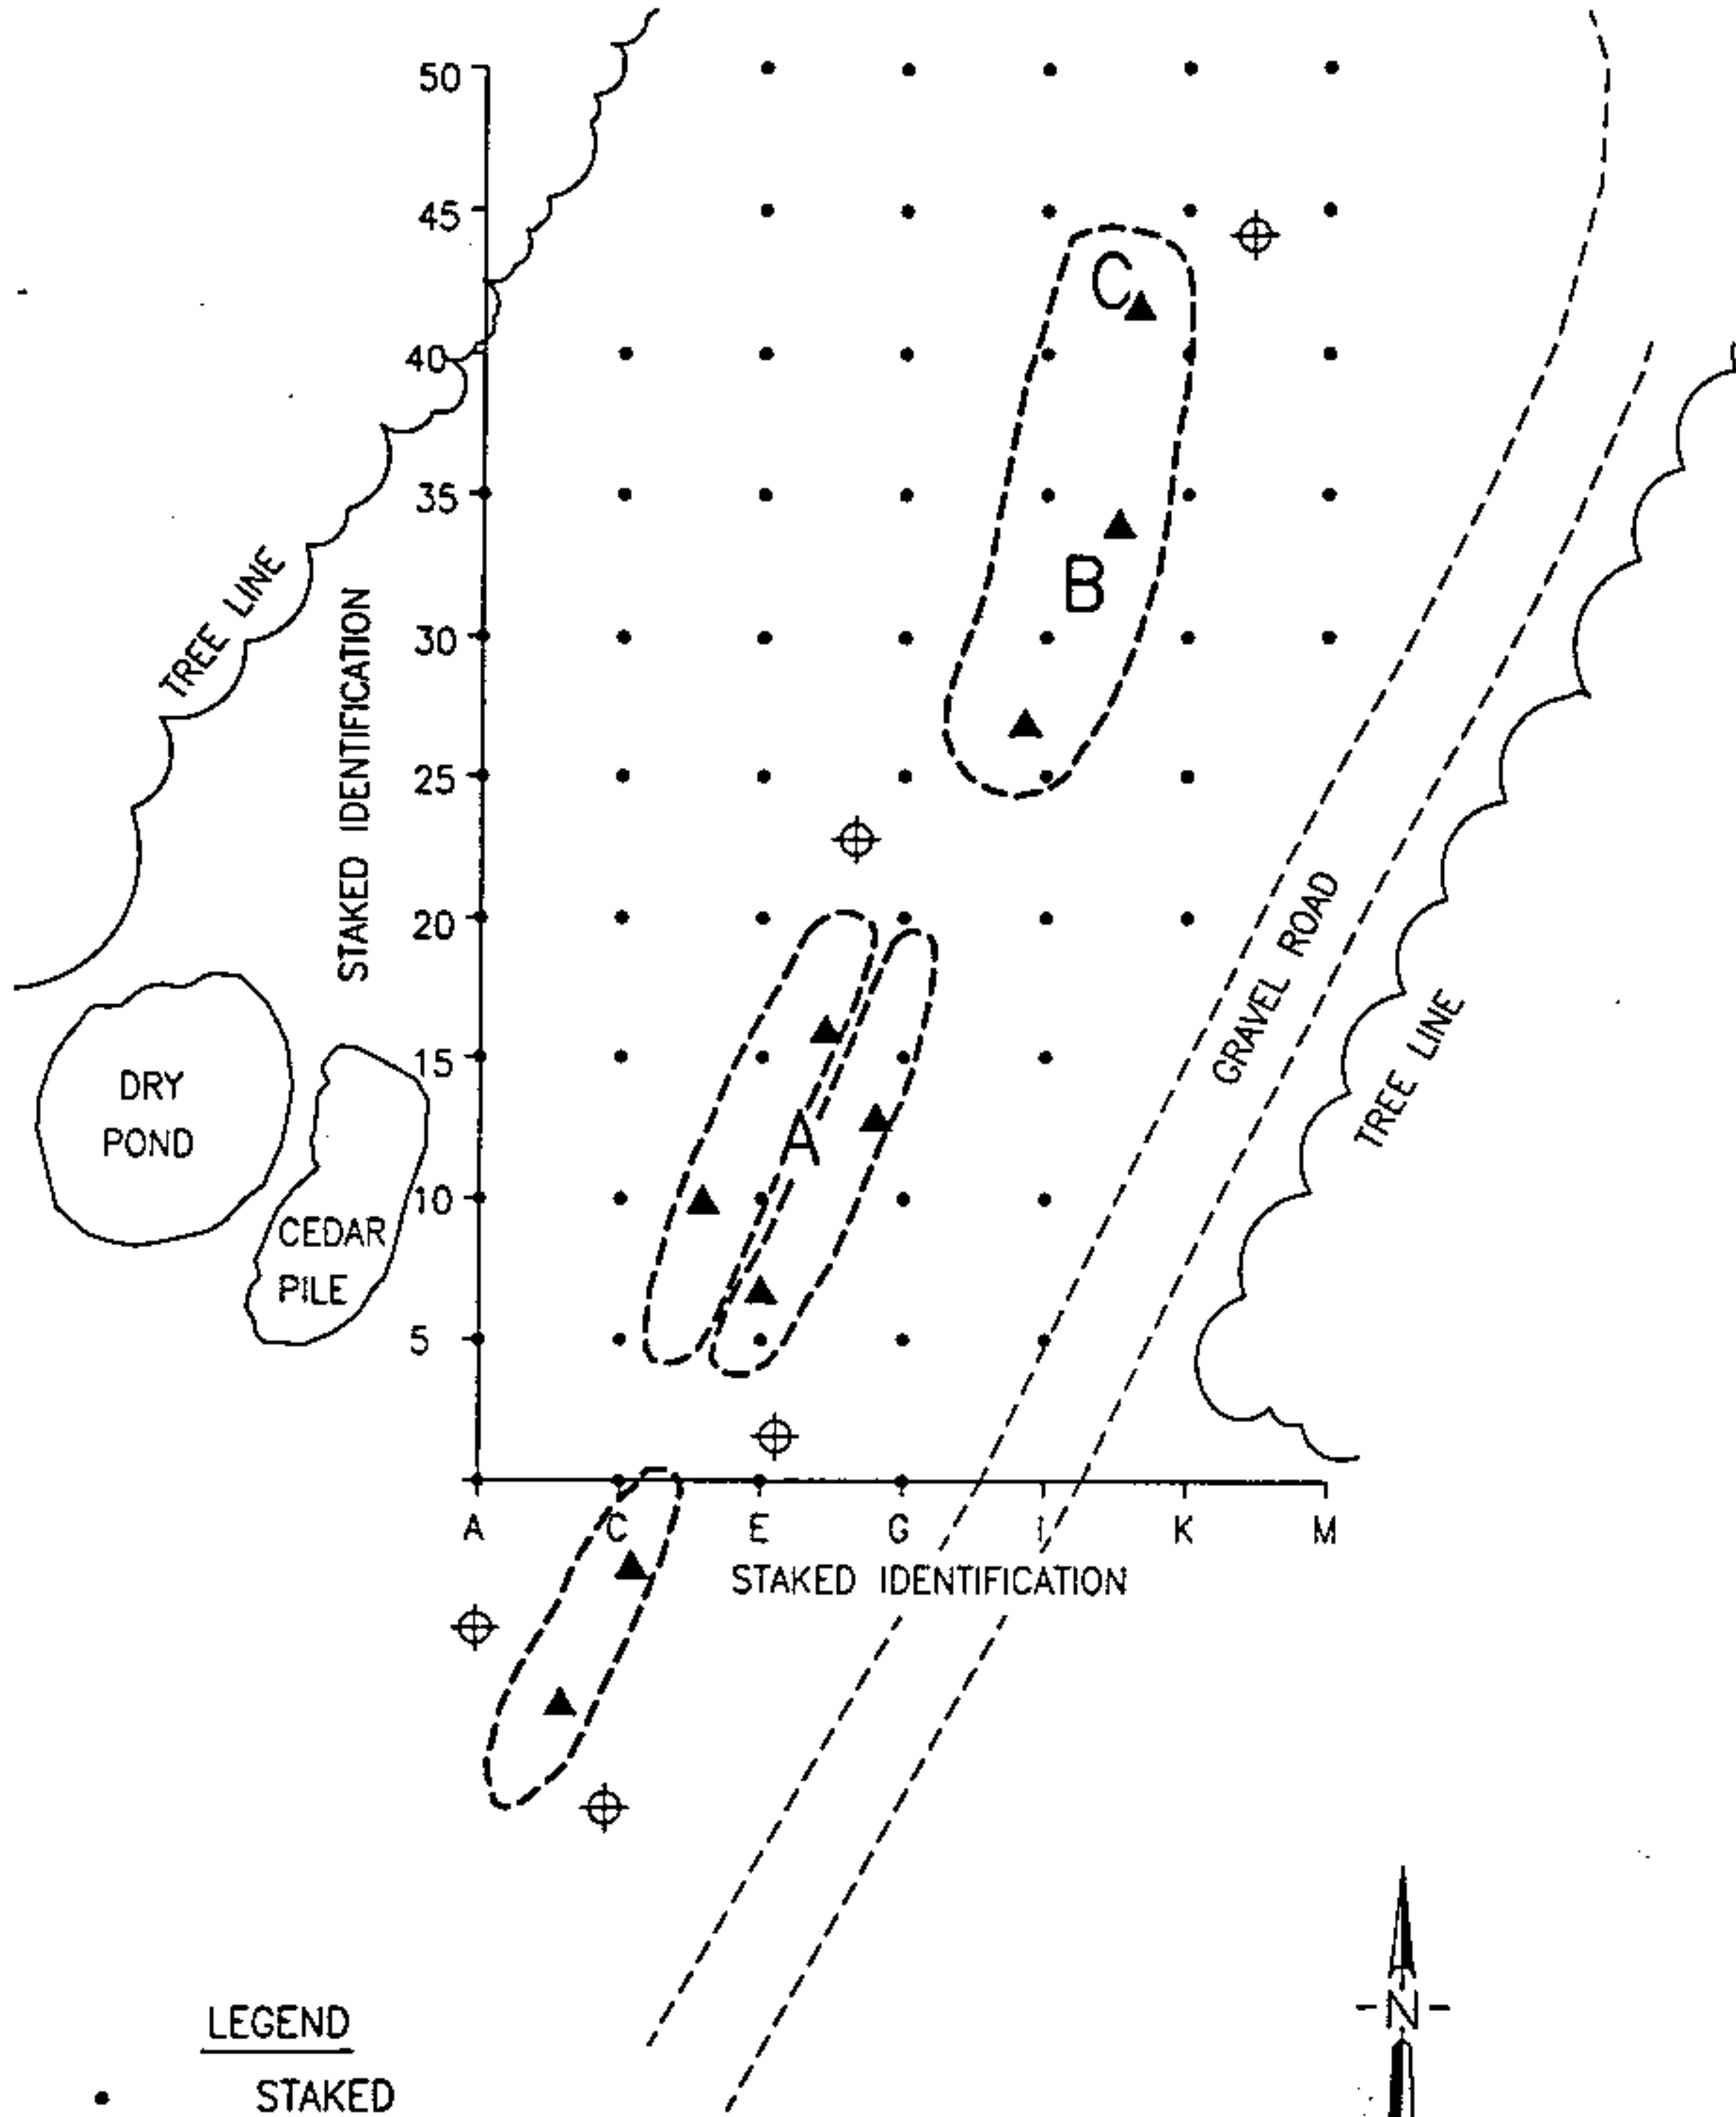 50
45
40
35
30
25
20
15
10
5
C
B
A
TREE LINE
STAKED IDENTIFICATION
GRAVEL ROAD
TREE LINE
DRY
POND
CEDAR
PILE
A C E G I K M
STAKED IDENTIFICATION
LEGEND
STAKED
N